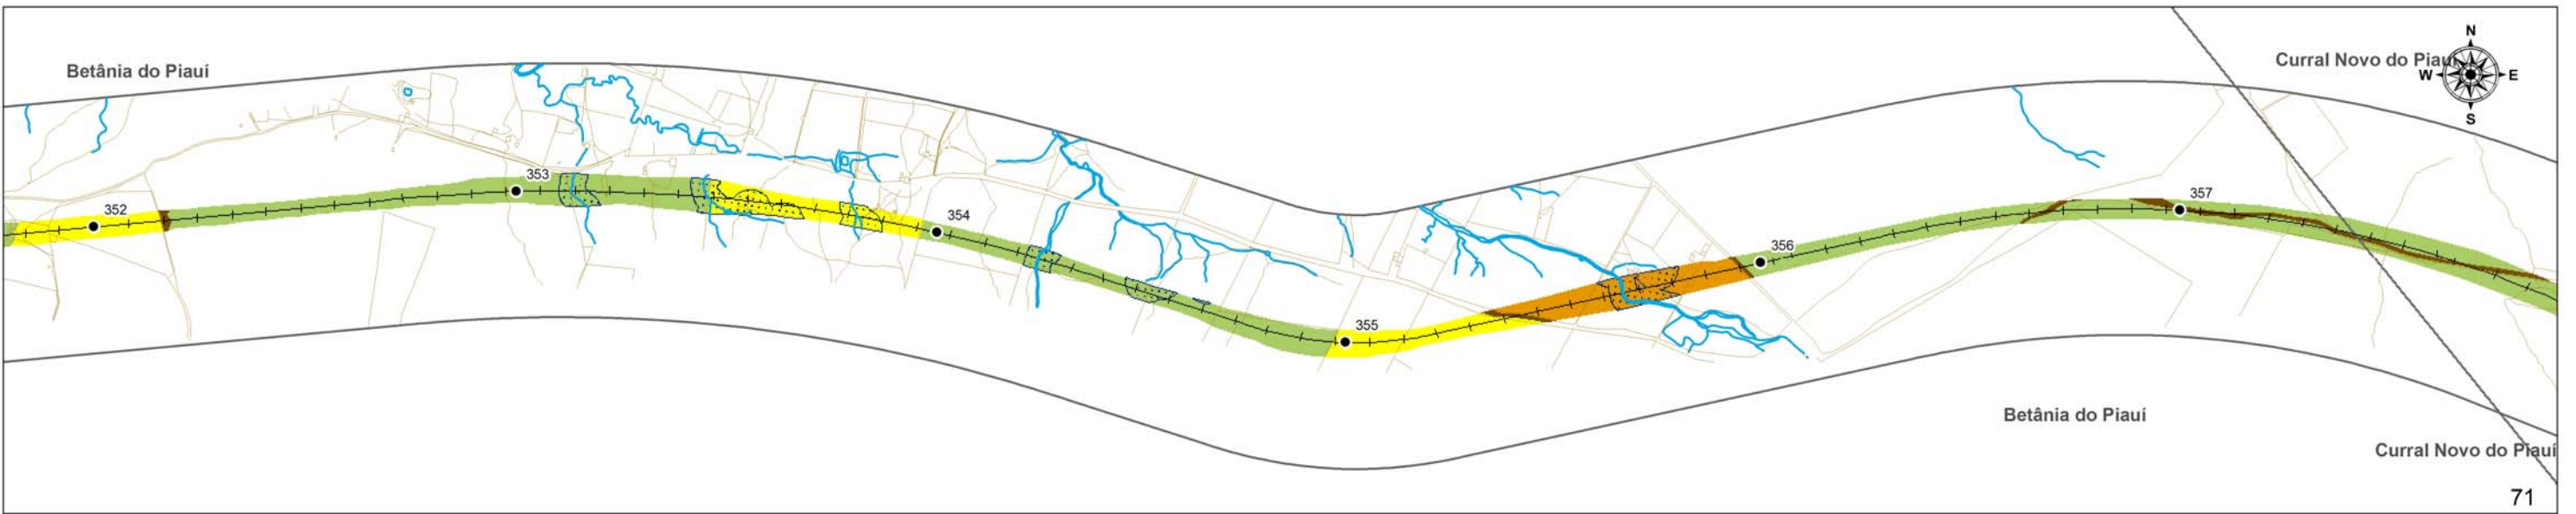 N
Curral Novo do Piauí
W
E
Betânia do Piauí
S
353
357
352
354
356
355
Betânia do Piauí
Curral Novo do Piauí
71